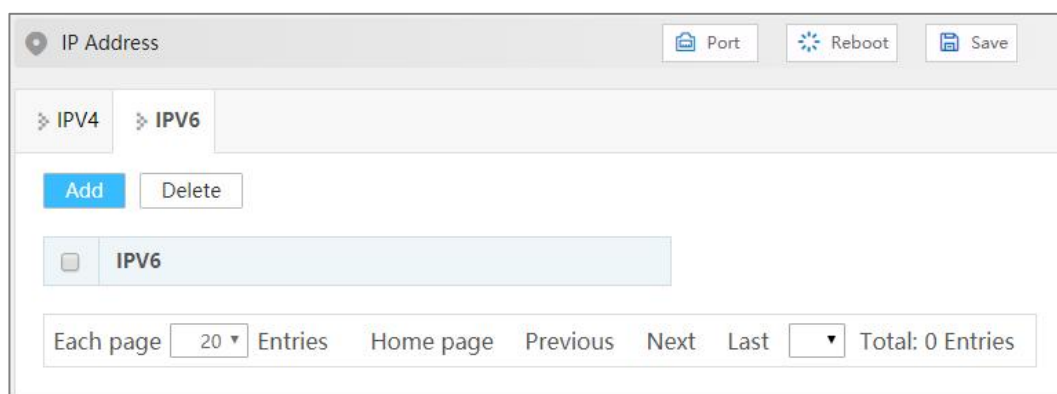 IP Address Port Reboot Save
IPV4 IPV6
Add Delete
IPV6
Each page 20 Entries Home page Previous Next Last Total: 0 Entries